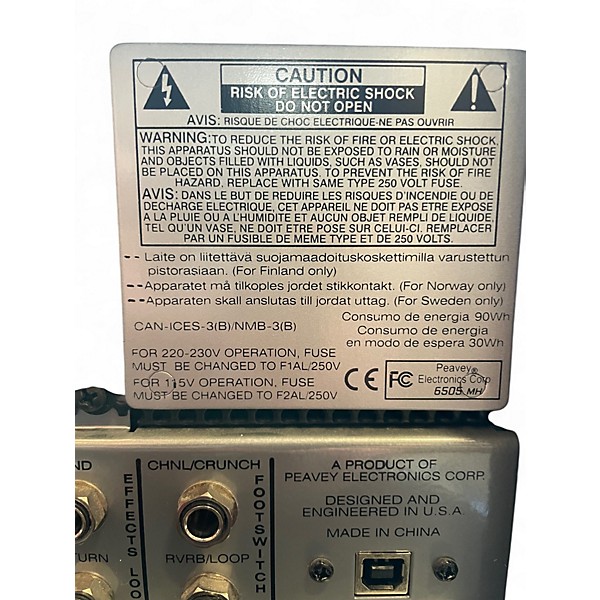 CAUTION
RISK OF ELECTRIC SHOCK
DO NOT OPEN
AVIS: RISQUE DE CHOC ELECTRIQUE-NE PAS OUVRIR
WARNING: TO REDUCE THE RISK OF FIRE OR ELECTRIC SHOCK,
THIS APPARATUS SHOULD NOT BE EXPOSED TO RAIN OR MOISTURE
AND OBJECTS FILLED WITH LIQUIDS, SUCH AS VASES, SHOULD NOT
BE PLACED ON THIS APPARATUS. TO PREVENT THE RISK OF FIRE
HAZARD, REPLACE WITH SAME TYPE 250 VOLT FUSE.
AVIS: DANS LE BUT DE REDUIRE LES RISQUES D'INCENDIE OU DE
DECHARGE ELECTRIQUE, CET APPAREIL NE DOIT PAS ETRE EXPOSE
A LA PLUIE OU A L'HUMIDITE ET AUCUN OBJET REMPLI DE LIQUIDE,
TEL QU'UN VASE, NE DOIT ETRE POSE SUR CELUI-CI. REMPLACER
PAR UN FUSIBLE DE MEME TYPE ET DE 250 VOLTS.
--Laite on liitettävä suojamaadoituskoskettimilla varustettun
pistorasiaan. (For Finland only)
--Apparatet må tilkoples jordet stikkontakt. (For Norway only)
--Apparaten skall anslutas till jordat uttag. (For Sweden only)
CAN-ICES-3(B)/NMB-3(B)
Consumo de energia 90Wh
Consumo de energia
en modo de espera 30Wh
FOR 220-230V OPERATION, FUSE
MUST BE CHANGED TO F1AL/250V
FOR 115V OPERATION, FUSE
MUST BE CHANGED TO F2AL/250V
CE FC
Peavey®
Electronics Corp.
6505 MH
ND
TURN
EFFECTS LOO
CHNL/CRUNCH
RVRB/LOOP
FOOTSWITCH
A PRODUCT OF
PEAVEY ELECTRONICS CORP.
DESIGNED AND
ENGINEERED IN U.S.A.
MADE IN CHINA